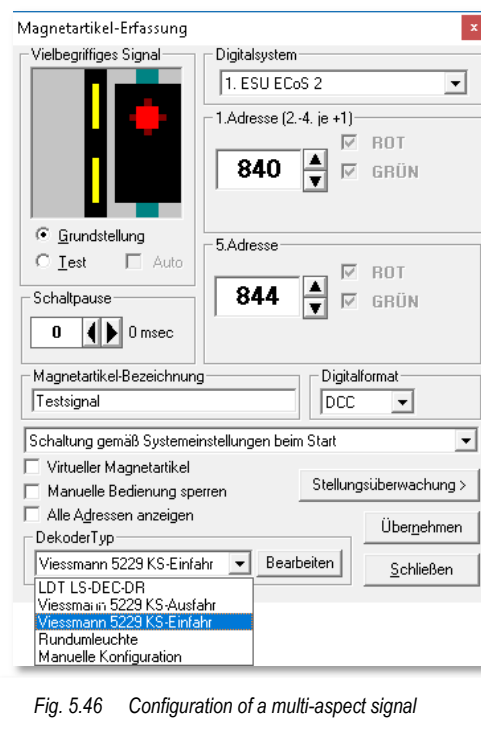 Magnetartikel-Erfassung
x
Vielbegriffiges Signal
Digitalsystem
1. ESU ECoS 2
1.Adresse (2.-4. je +1)
840
ROT
GRÜN
Grundstellung
Test
Auto
5.Adresse
844
ROT
GRÜN
Schaltpause
0
0 msec
Magnetartikel-Bezeichnung
Testsignal
Digitalformat
DCC
Schaltung gemäß Systemeinstellungen beim Start
Virtueller Magnetartikel
Manuelle Bedienung sperren
Alle Adressen anzeigen
Stellungsüberwachung >
Übernehmen
DekoderTyp
Viessmann 5229 KS-Einfahr
Bearbeiten
Schließen
LDT LS-DEC-DR
Viessmann 5229 KS-Ausfahr
Viessmann 5229 KS-Einfahr
Rundumleuchte
Manuelle Konfiguration
Fig. 5.46 Configuration of a multi-aspect signal